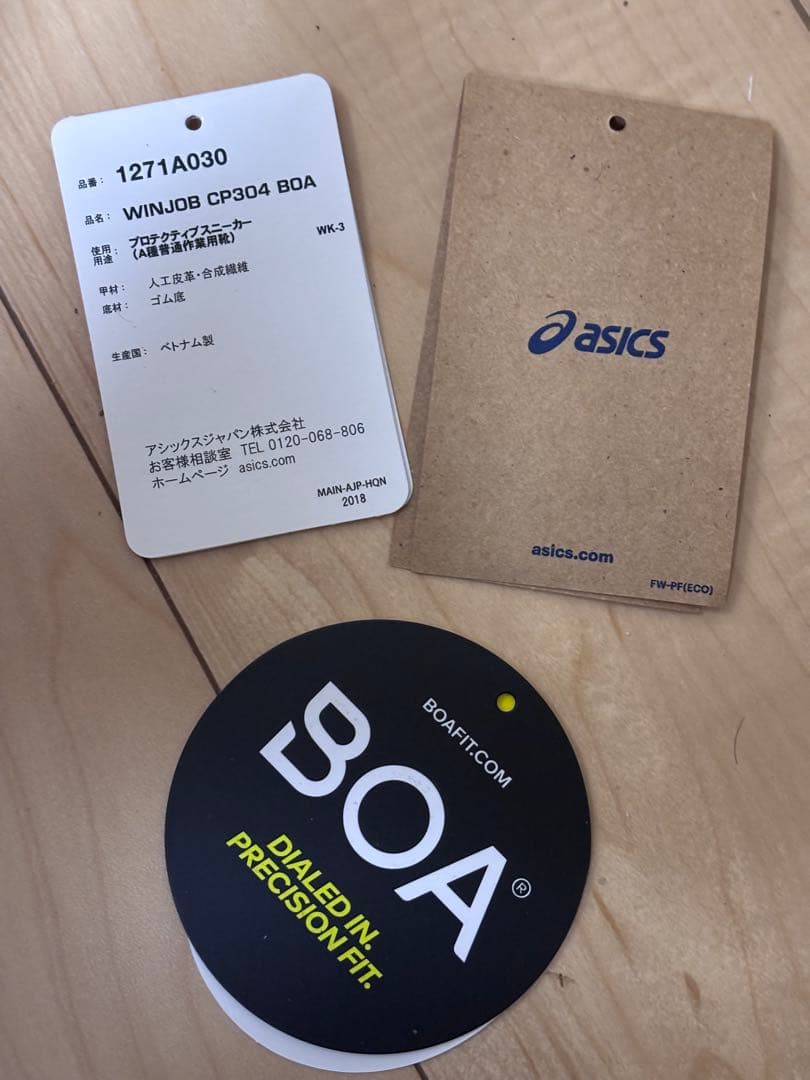 品番： 1271A030
品名： WINJOB CP304 BOA
使用用途： プロテクティブスニーカー
（A種普通作業用靴）
WK-3
甲材： 人工皮革・合成繊維
底材： ゴム底
生産国： ベトナム製
アシックスジャパン株式会社
お客様相談室 TEL 0120-068-806
ホームページ asics.com
MAIN-AJP-HQN
2018
asics
asics.com
FW-PF(ECO)
BOAFIT.COM
BOA®
DIALED IN.
PRECISION FIT.